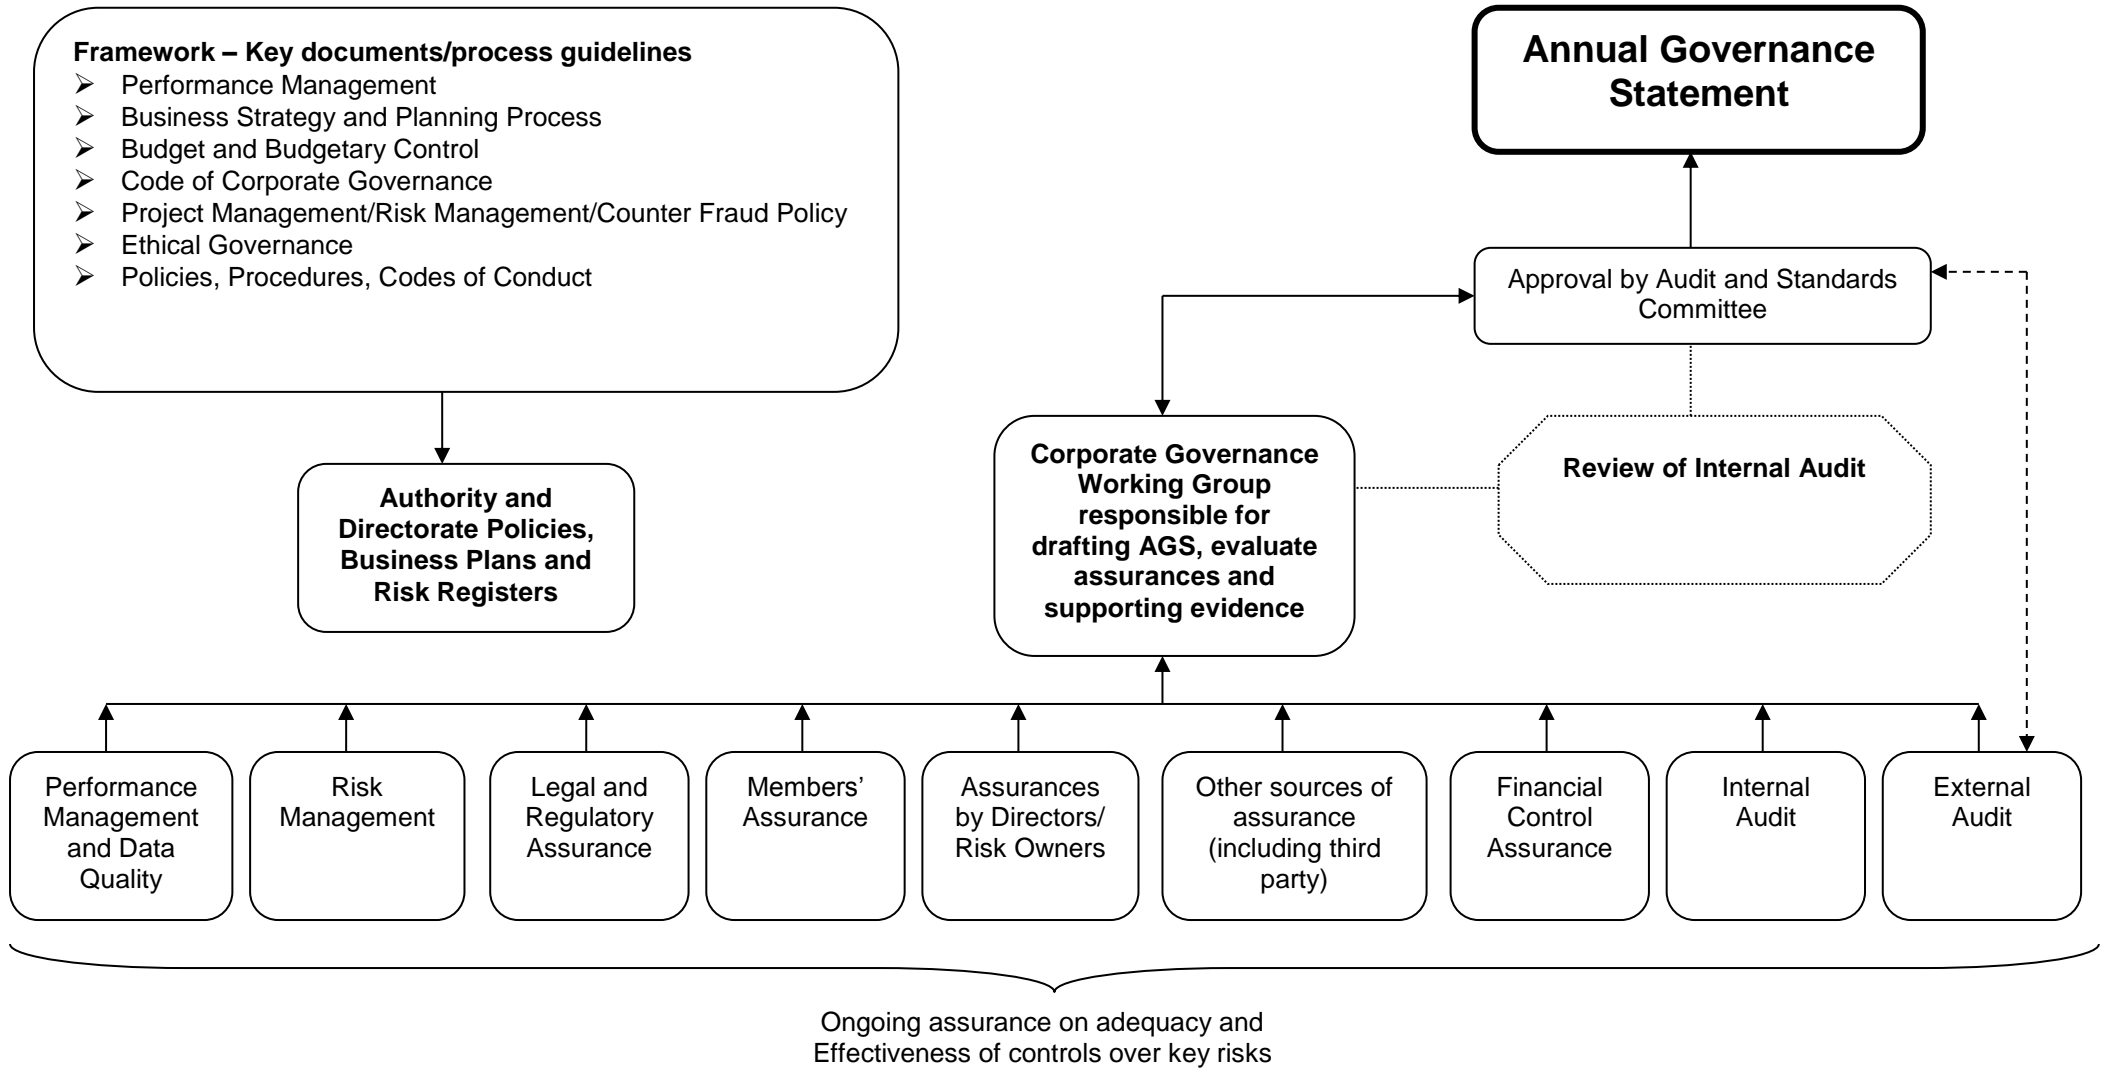 Framework – Key documents/process guidelines
➢ Performance Management
➢ Business Strategy and Planning Process
➢ Budget and Budgetary Control
➢ Code of Corporate Governance
➢ Project Management/Risk Management/Counter Fraud Policy
➢ Ethical Governance
➢ Policies, Procedures, Codes of Conduct
Annual Governance
Statement
Approval by Audit and Standards
Committee
Authority and
Directorate Policies,
Business Plans and
Risk Registers
Corporate Governance
Working Group
responsible for
drafting AGS, evaluate
assurances and
supporting evidence
Review of Internal Audit
Performance
Management
and Data
Quality
Risk
Management
Legal and
Regulatory
Assurance
Members’
Assurance
Assurances
by Directors/
Risk Owners
Other sources of
assurance
(including third
party)
Financial
Control
Assurance
Internal
Audit
External
Audit
Ongoing assurance on adequacy and
Effectiveness of controls over key risks